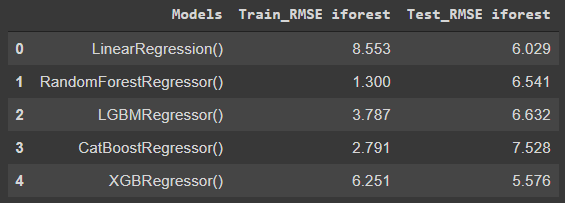 Models Train_RMSE iforest Test_RMSE iforest
0 LinearRegression() 8.553 6.029
1 RandomForestRegressor() 1.300 6.541
2 LGBMRegressor() 3.787 6.632
3 CatBoostRegressor() 2.791 7.528
4 XGBRegressor() 6.251 5.576